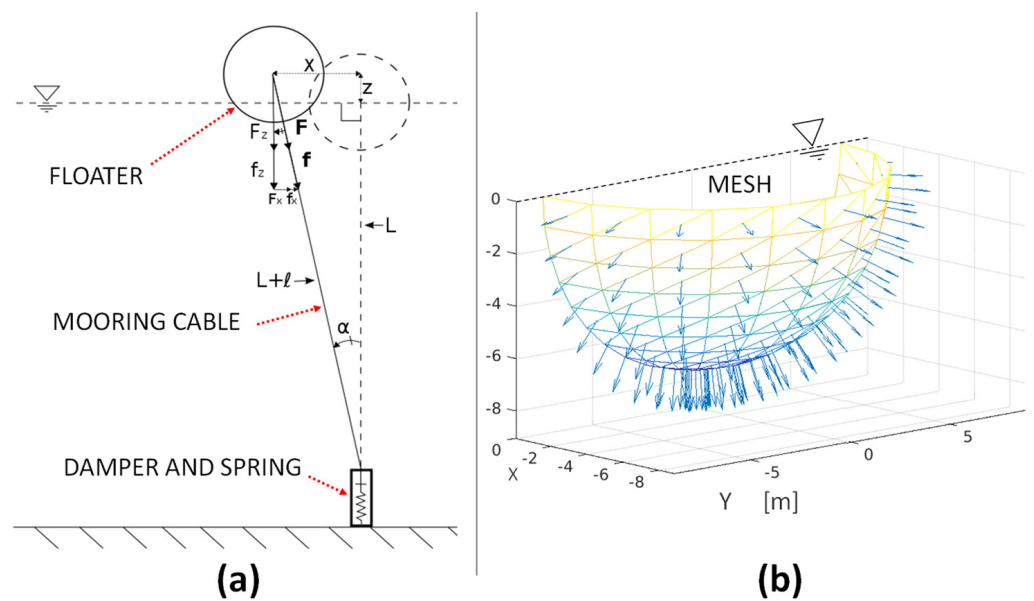 X
z
Fz
F
fz
f
Fx
fx
FLOATER
L
L+ℓ
MOORING CABLE
α
DAMPER AND SPRING
(a)
MESH
0
-2
-4
-6
-8
0
-2
-4
-6
-8
X
-5
0
5
Y [m]
(b)